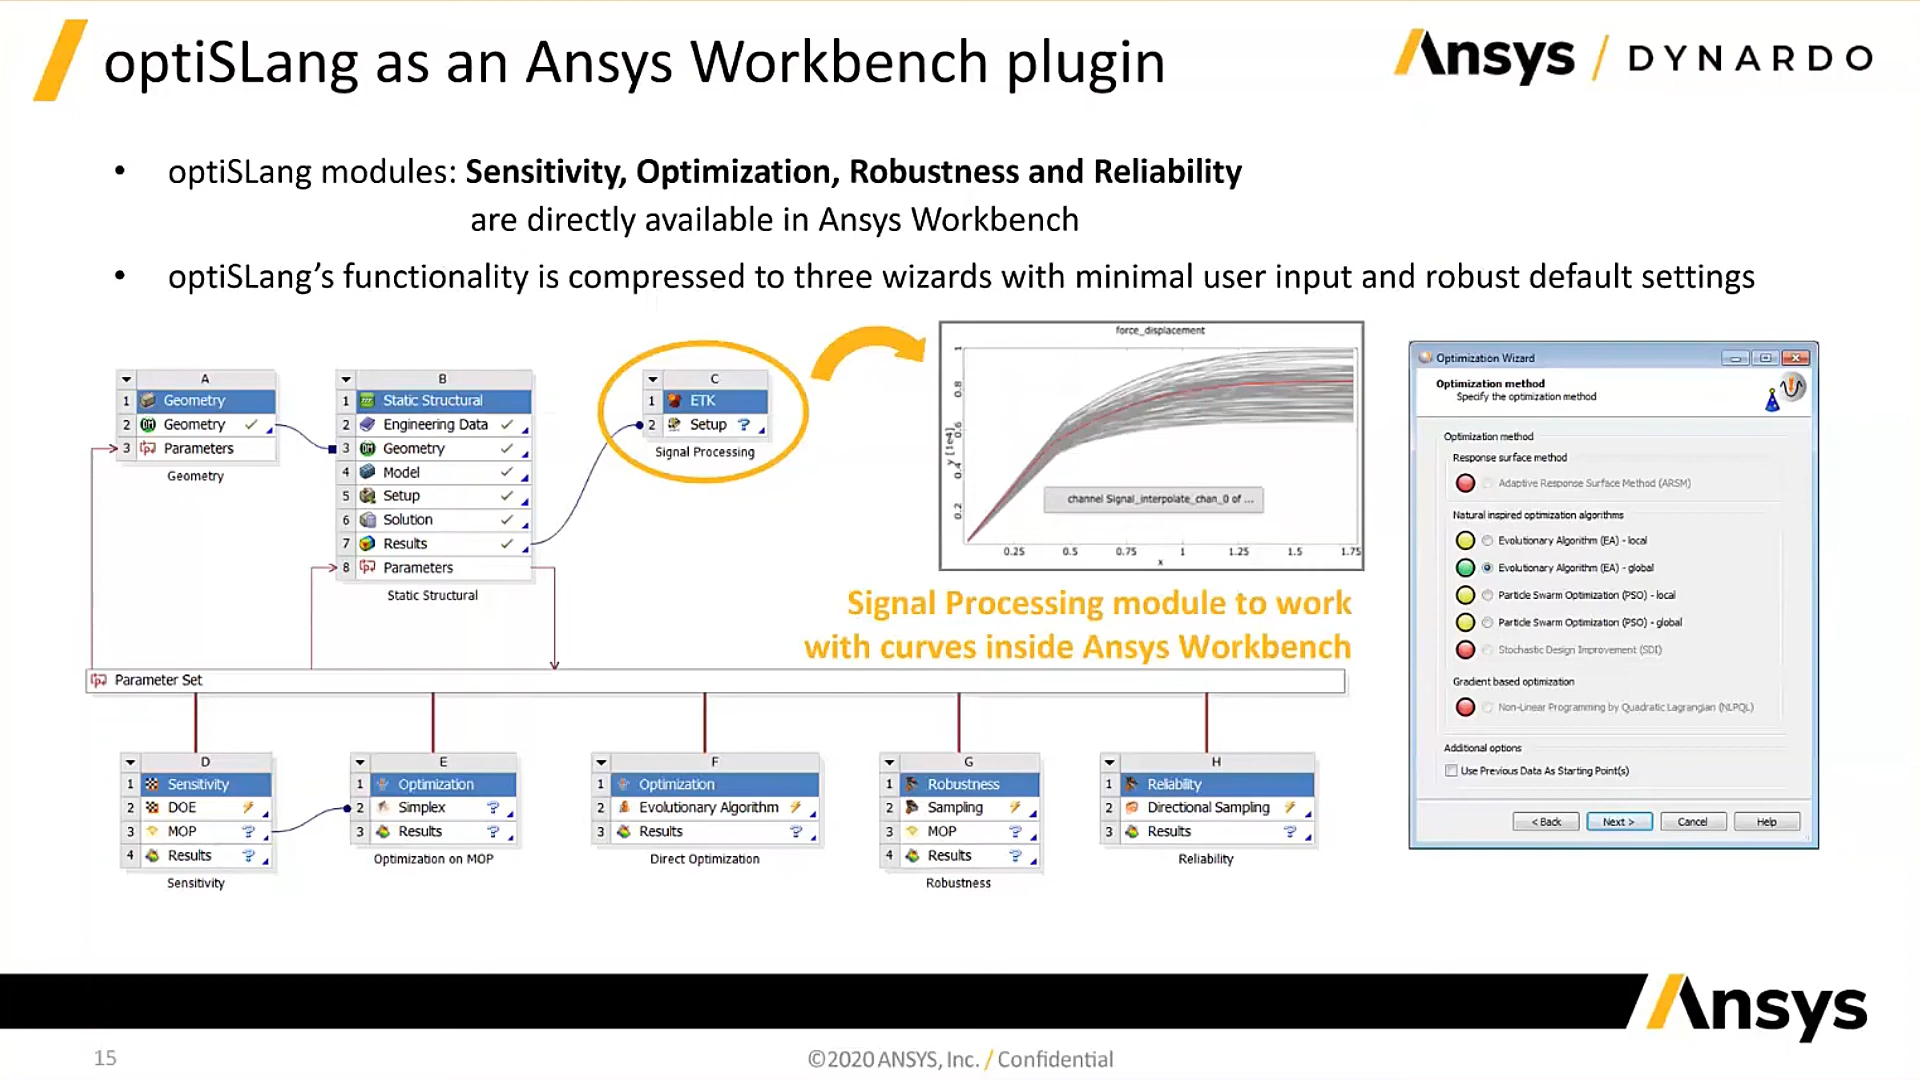 optiSLang as an Ansys Workbench plugin
Ansys / DYNARDO
• optiSLang modules: Sensitivity, Optimization, Robustness and Reliability
are directly available in Ansys Workbench
• optiSLang’s functionality is compressed to three wizards with minimal user input and robust default settings
A
1 Geometry
2 Geometry
3 Parameters
Geometry
B
1 Static Structural
2 Engineering Data
3 Geometry
4 Model
5 Setup
6 Solution
7 Results
8 Parameters
Static Structural
C
1 ETK
2 Setup ?
Signal Processing
force_displacement
1
0.8
0.6
0.4
0.2
y [1e4]
channel Signal_interpolate_chan_0 of ...
0.25 0.5 0.75 1 1.25 1.5 1.75
x
Signal Processing module to work
with curves inside Ansys Workbench
Parameter Set
D
1 Sensitivity
2 DOE
3 MOP ?
4 Results ?
Sensitivity
E
1 Optimization
2 Simplex ?
3 Results ?
Optimization on MOP
F
1 Optimization
2 Evolutionary Algorithm
3 Results ?
Direct Optimization
G
1 Robustness
2 Sampling
3 MOP ?
4 Results ?
Robustness
H
1 Reliability
2 Directional Sampling
3 Results ?
Reliability
Optimization Wizard
Optimization method
Specify the optimization method
Optimization method
Response surface method
Adaptive Response Surface Method (ARSM)
Natural inspired optimization algorithms
Evolutionary Algorithm (EA) - local
Evolutionary Algorithm (EA) - global
Particle Swarm Optimization (PSO) - local
Particle Swarm Optimization (PSO) - global
Stochastic Design Improvement (SDI)
Gradient based optimization
Non-Linear Programming by Quadratic Lagrangian (NLPQL)
Additional options
Use Previous Data As Starting Point(s)
< Back Next > Cancel Help
Ansys
15
©2020 ANSYS, Inc. / Confidential